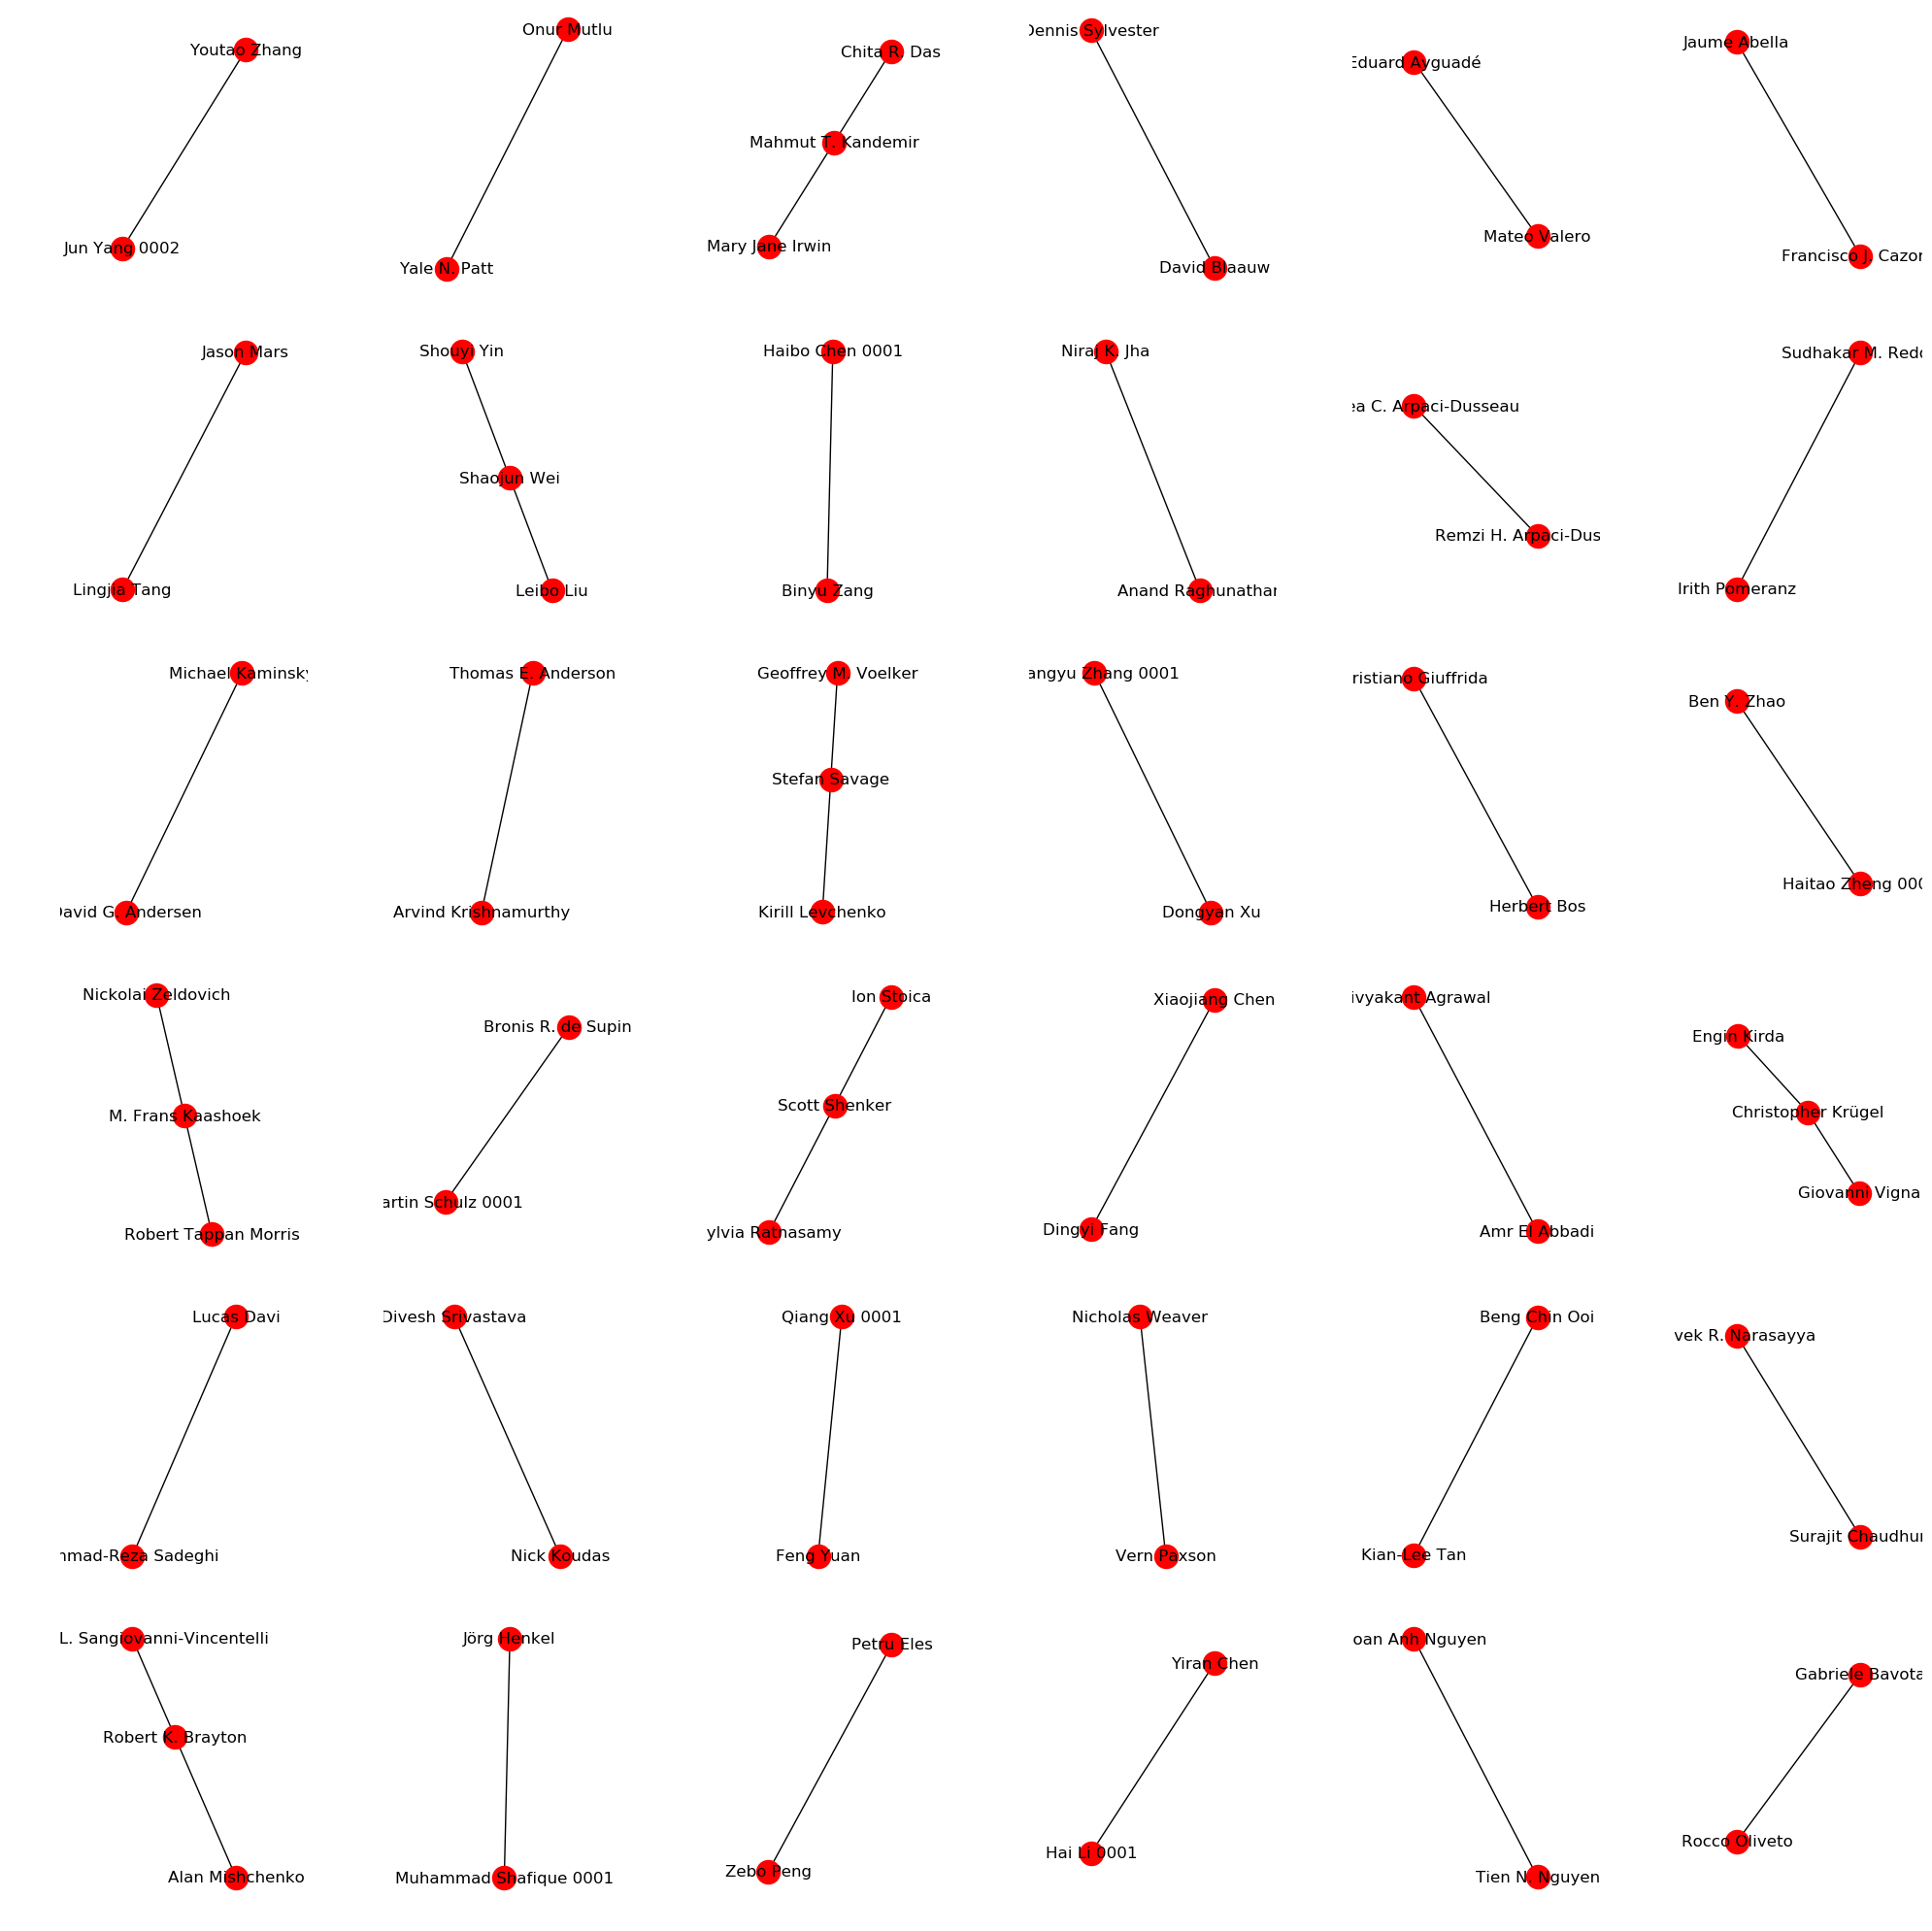 Youtao Zhang
Jun Yang 0002
Onur Mutlu
Yale N. Patt
Chita R. Das
Mahmut T. Kandemir
Mary Jane Irwin
Dennis Sylvester
David Blaauw
Eduard Ayguadé
Mateo Valero
Jaume Abella
Francisco J. Cazor
Jason Mars
Lingjia Tang
Shouyi Yin
Shaojun Wei
Leibo Liu
Haibo Chen 0001
Binyu Zang
Niraj K. Jha
Anand Raghunathan
ea C. Arpaci-Dusseau
Remzi H. Arpaci-Dus
Sudhakar M. Redd
Irith Pomeranz
Michael Kaminsky
David G. Andersen
Thomas E. Anderson
Arvind Krishnamurthy
Geoffrey M. Voelker
Stefan Savage
Kirill Levchenko
angyu Zhang 0001
Dongyan Xu
ristiano Giuffrida
Herbert Bos
Ben Y. Zhao
Haitao Zheng 000
Nickolai Zeldovich
M. Frans Kaashoek
Robert Tappan Morris
Bronis R. de Supin
artin Schulz 0001
Ion Stoica
Scott Shenker
ylvia Ratnasamy
Xiaojiang Chen
Dingyi Fang
ivyakant Agrawal
Amr El Abbadi
Engin Kirda
Christopher Krügel
Giovanni Vigna
Lucas Davi
hmad-Reza Sadeghi
Divesh Srivastava
Nick Koudas
Qiang Xu 0001
Feng Yuan
Nicholas Weaver
Vern Paxson
Beng Chin Ooi
Kian-Lee Tan
vek R. Narasayya
Surajit Chaudhur
L. Sangiovanni-Vincentelli
Robert K. Brayton
Alan Mishchenko
Jörg Henkel
Muhammad Shafique 0001
Petru Eles
Zebo Peng
Yiran Chen
Hai Li 0001
oan Anh Nguyen
Tien N. Nguyen
Gabriele Bavota
Rocco Oliveto